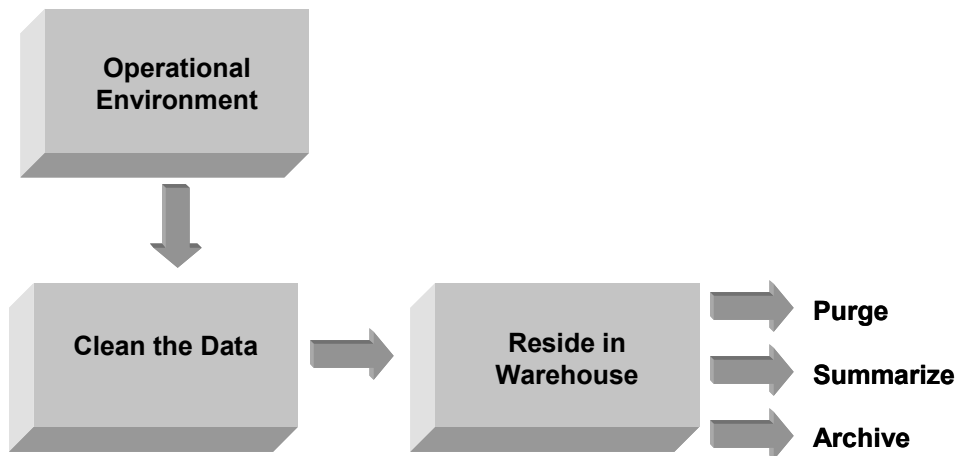 Operational
Environment
Clean the Data
Reside in
Warehouse
Purge
Summarize
Archive